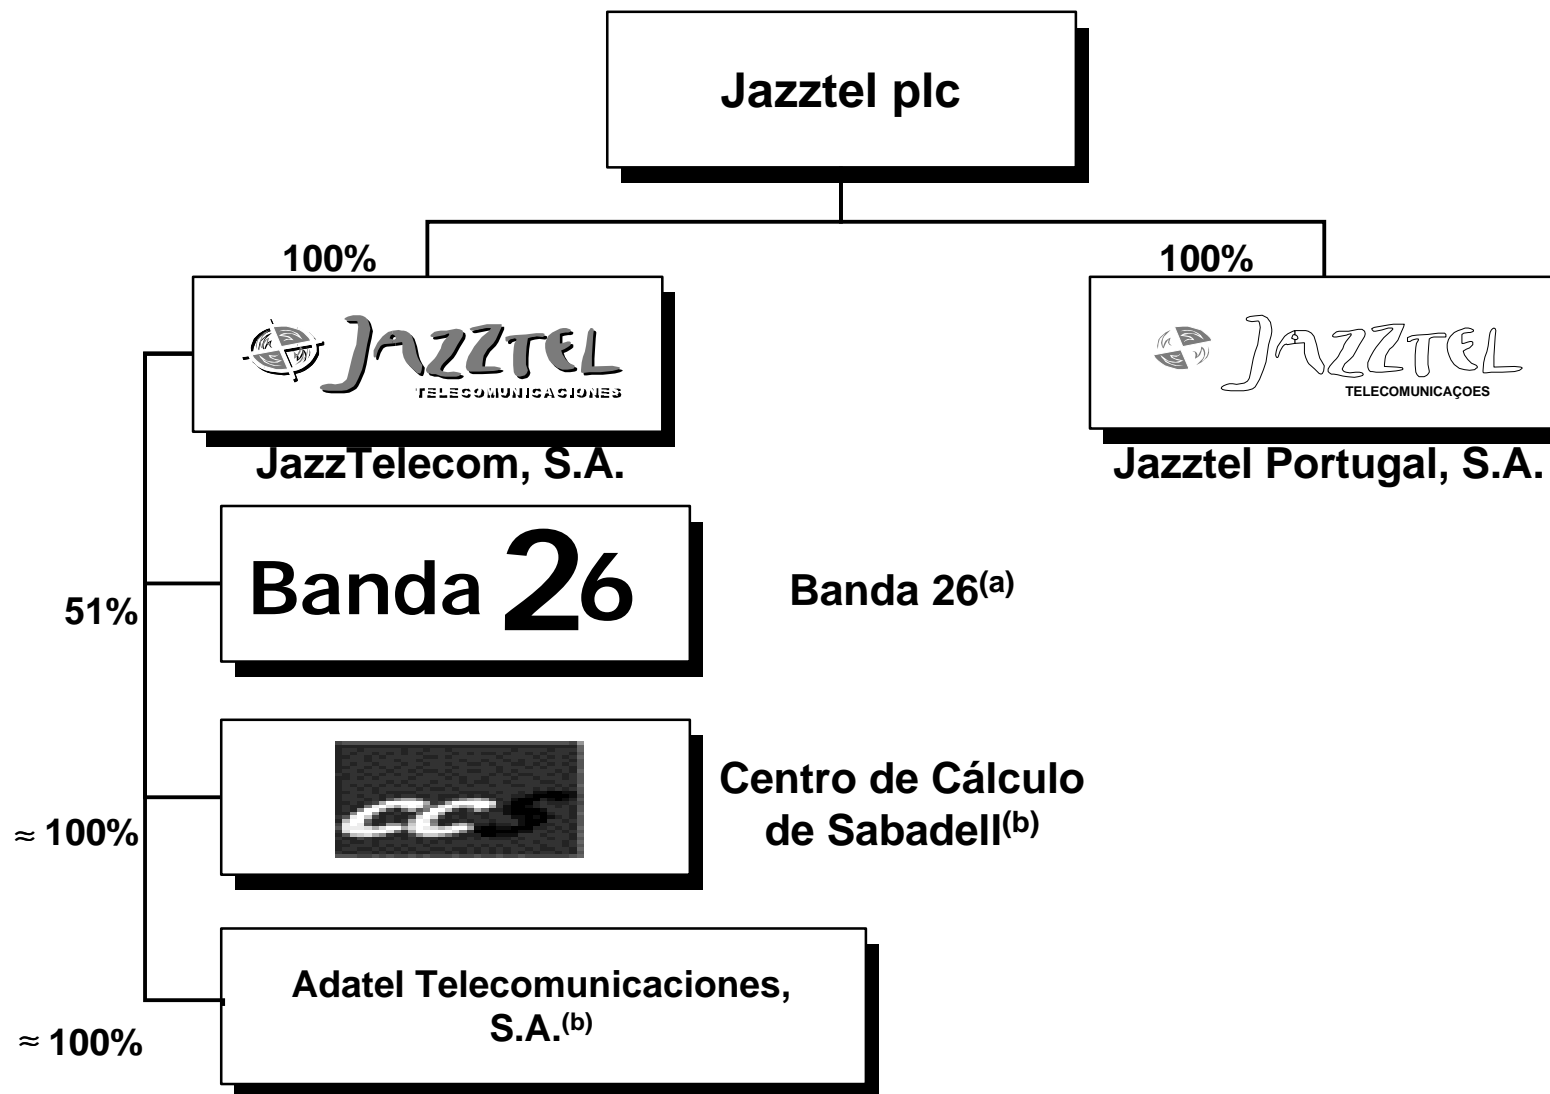 Jazztel plc
100%
100%
JAZZTEL
TELECOMUNICACIONES
JAZZTEL
TELECOMUNICAÇOES
JazzTelecom, S.A.
Jazztel Portugal, S.A.
51%
Banda 26
Banda 26(a)
≈ 100%
ccs
Centro de Cálculo
de Sabadell(b)
≈ 100%
Adatel Telecomunicaciones,
S.A.(b)